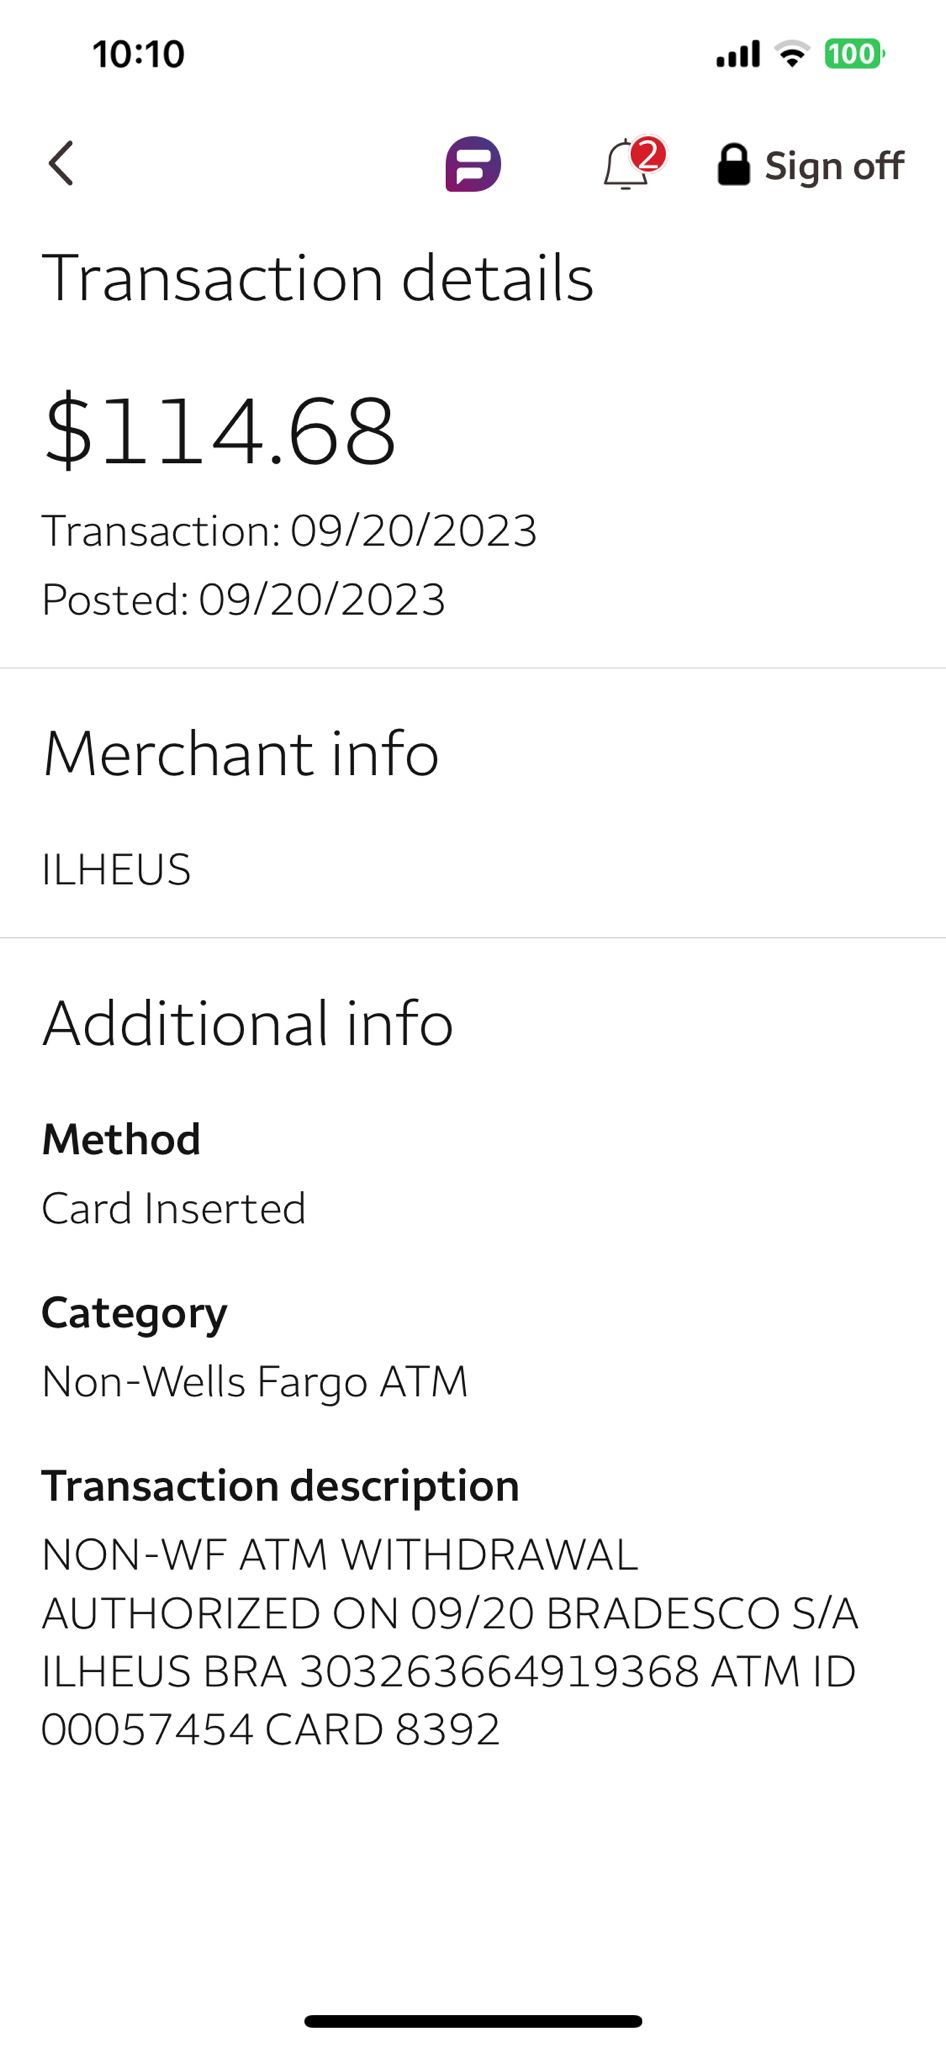 10:10
100
2
Sign off
Transaction details
$114.68
Transaction: 09/20/2023
Posted: 09/20/2023
Merchant info
ILHEUS
Additional info
Method
Card Inserted
Category
Non-Wells Fargo ATM
Transaction description
NON-WF ATM WITHDRAWAL
AUTHORIZED ON 09/20 BRADESCO S/A
ILHEUS BRA 303263664919368 ATM ID
00057454 CARD 8392